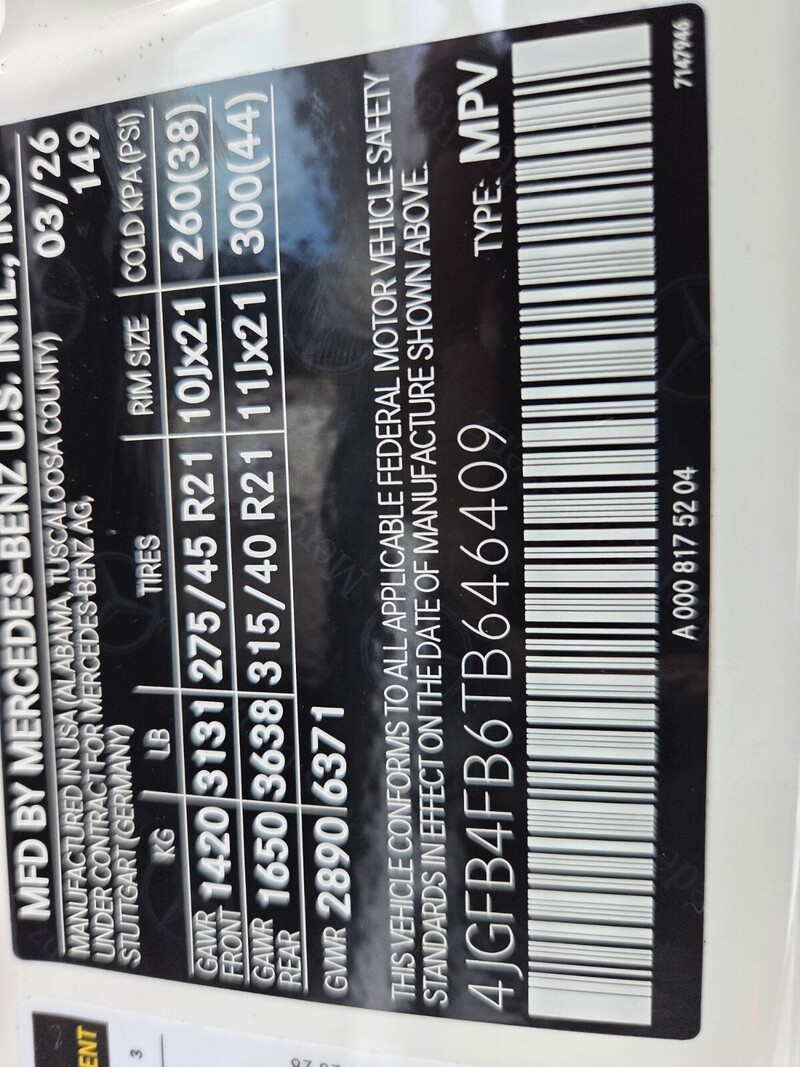 MFD BY MERCEDES-BENZ U.S. INTL., INC
MANUFACTURED IN USA (ALABAMA, TUSCALOOSA COUNTY) 03/26
UNDER CONTRACT FOR MERCEDES-BENZ AG, 149
STUTTGART (GERMANY)
KG LB TIRES RIM SIZE COLD KPA (PSI)
GAWR FRONT 1420 3131 275/45 R21 10Jx21 260(38)
GAWR REAR 1650 3638 315/40 R21 11Jx21 300(44)
GVWR 2890 6371
THIS VEHICLE CONFORMS TO ALL APPLICABLE FEDERAL MOTOR VEHICLE SAFETY
STANDARDS IN EFFECT ON THE DATE OF MANUFACTURE SHOWN ABOVE.
4JGFB4FB6TB646409 TYPE: MPV
A 000 817 52 04 7147946
ENT
3